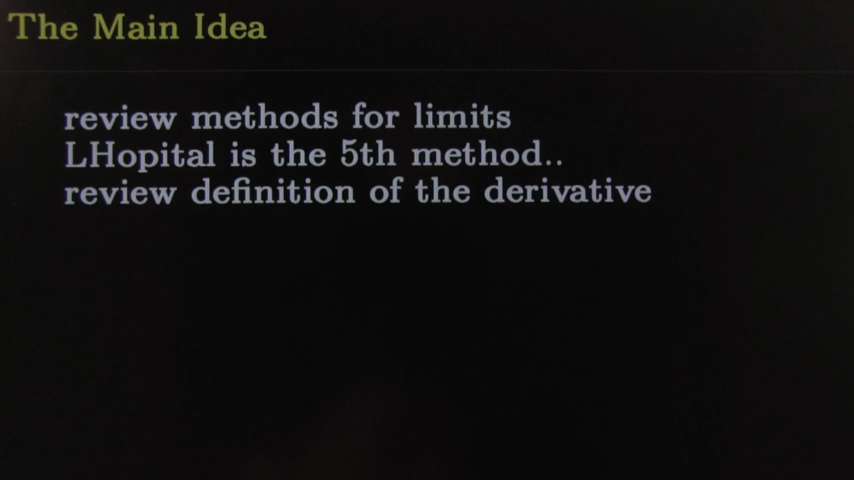 The Main Idea
review methods for limits
LHopital is the 5th method..
review definition of the derivative